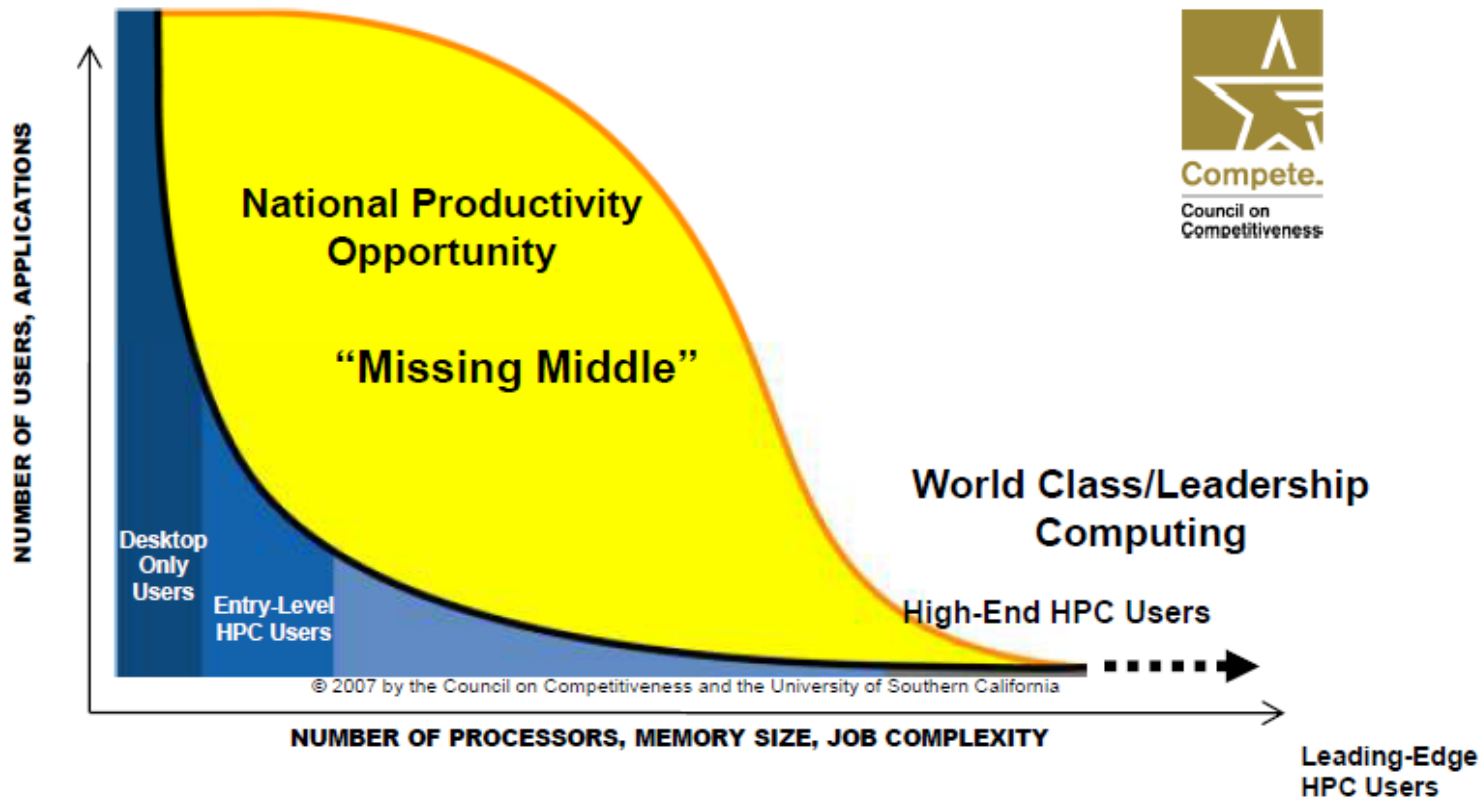 Compete.
Council on
Competitiveness
NUMBER OF USERS, APPLICATIONS
National Productivity
Opportunity
“Missing Middle”
World Class/Leadership
Computing
Desktop
Only
Users
Entry-Level
HPC Users
High-End HPC Users
© 2007 by the Council on Competitiveness and the University of Southern California
NUMBER OF PROCESSORS, MEMORY SIZE, JOB COMPLEXITY
Leading-Edge
HPC Users